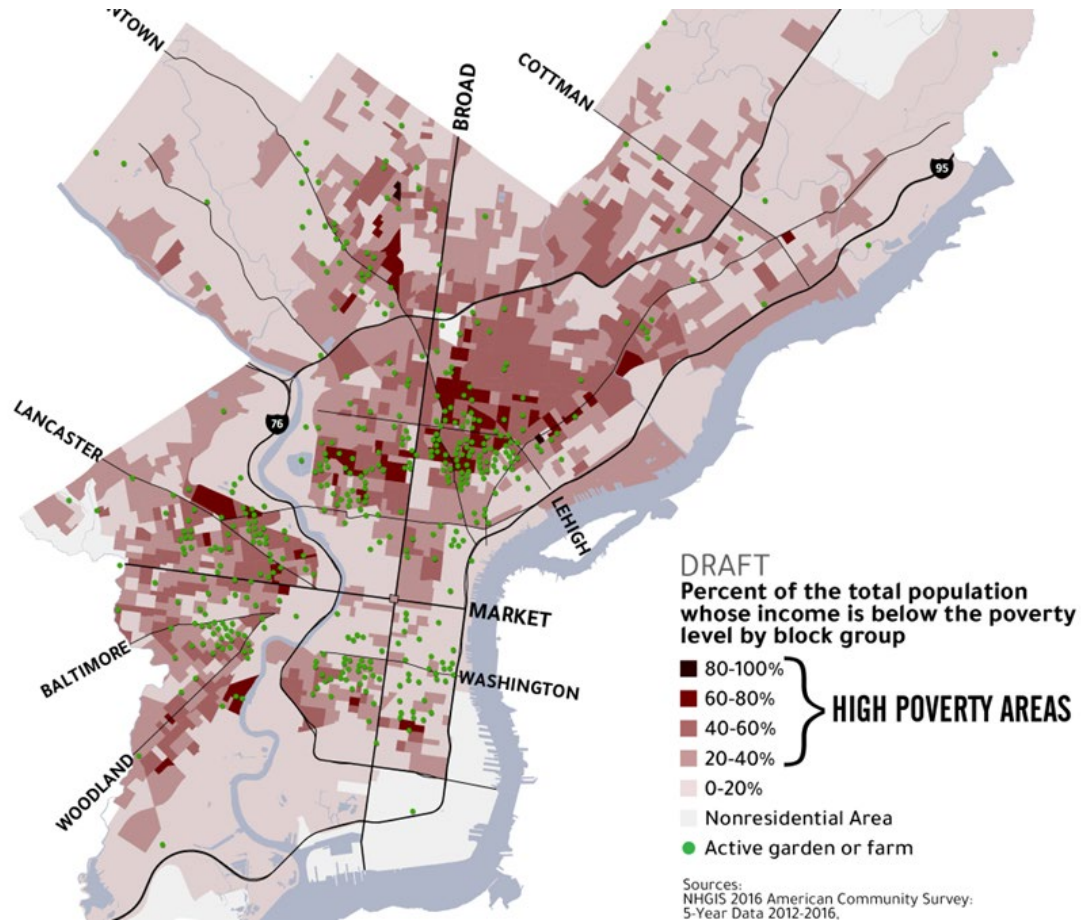 NTOWN
BROAD
COTTMAN
95
LANCASTER
76
LEHIGH
MARKET
BALTIMORE
WASHINGTON
WOODLAND
DRAFT
Percent of the total population
whose income is below the poverty
level by block group
80-100%
60-80%
40-60%
20-40%
HIGH POVERTY AREAS
0-20%
Nonresidential Area
Active garden or farm
Sources:
NHGIS 2016 American Community Survey:
5-Year Data 2012-2016,